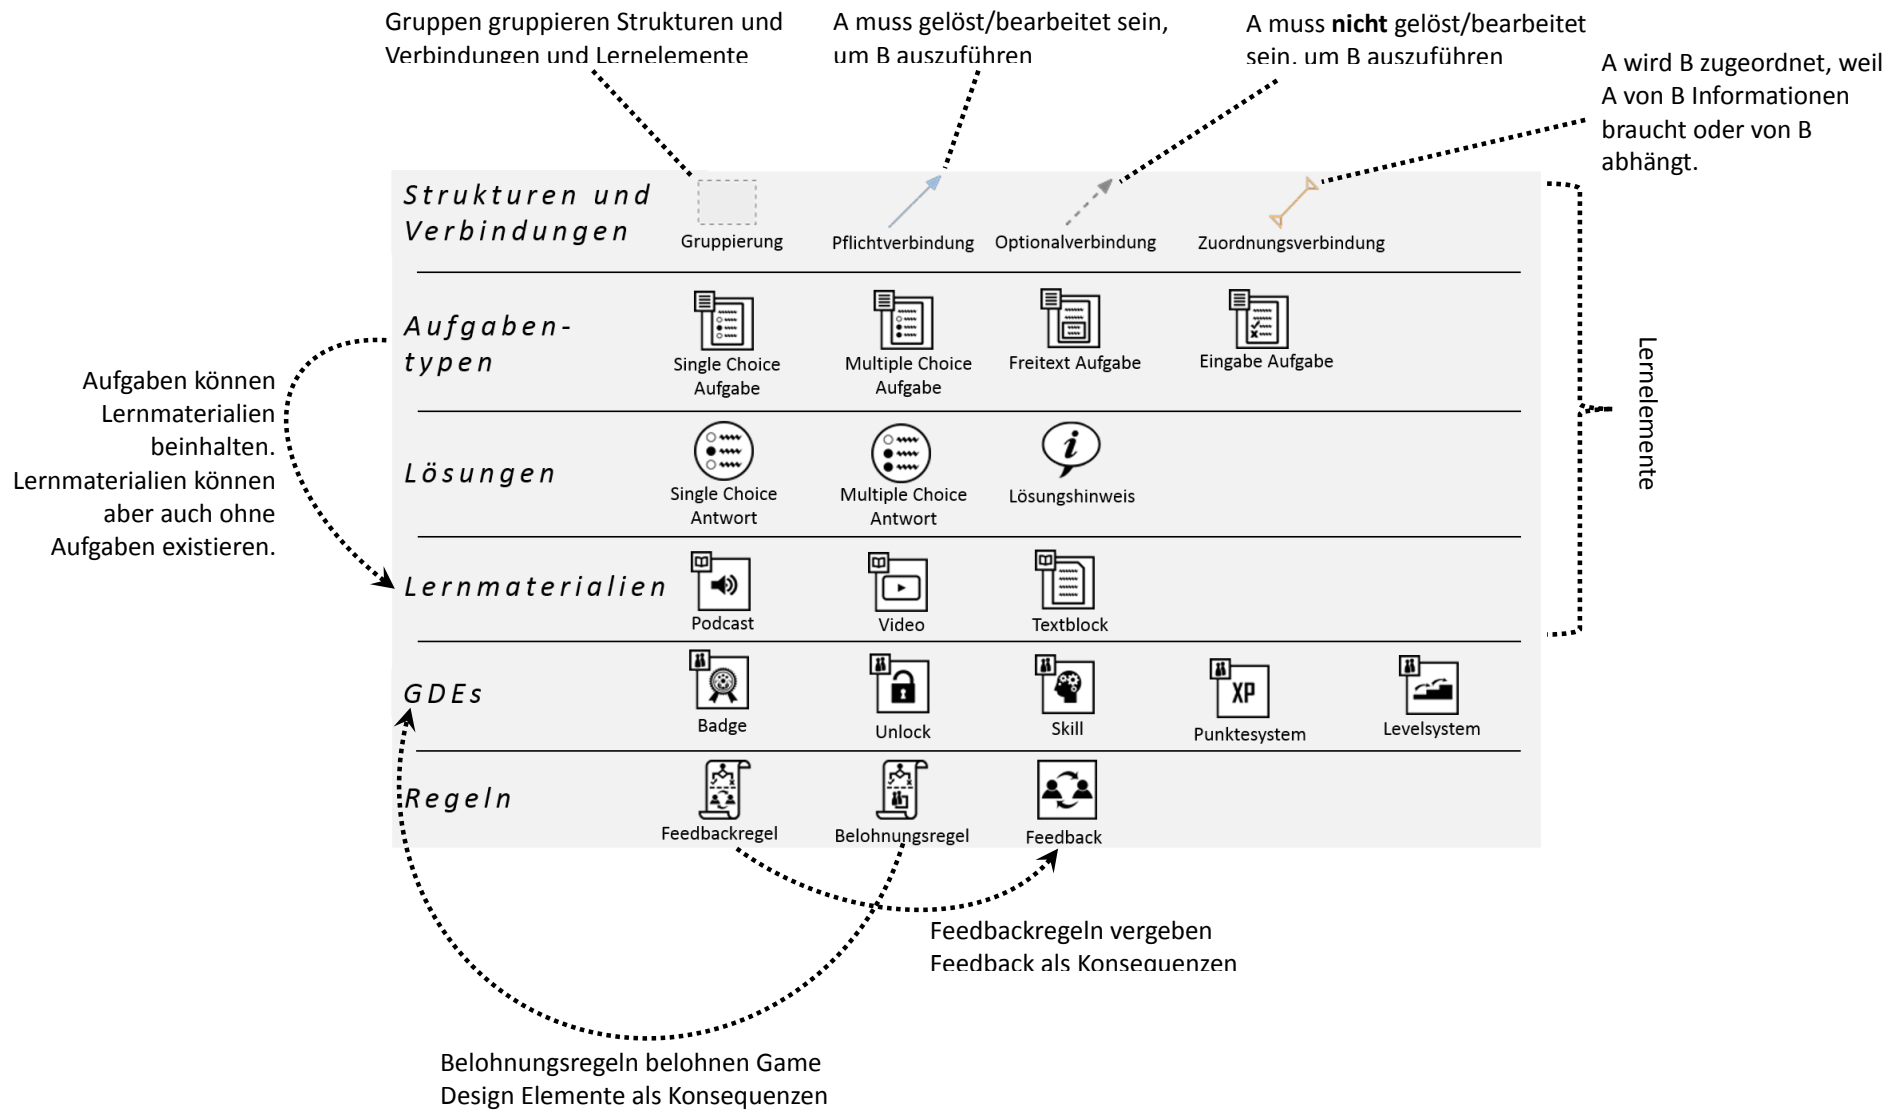 Gruppen gruppieren Strukturen und
Verbindungen und Lernelemente
A muss gelöst/bearbeitet sein,
um B auszuführen
A muss nicht gelöst/bearbeitet
sein, um B auszuführen
A wird B zugeordnet, weil
A von B Informationen
braucht oder von B
abhängt.
Strukturen und
Verbindungen
Gruppierung
Pflichtverbindung
Optionalverbindung
Zuordnungsverbindung
Aufgaben-
typen
Single Choice
Aufgabe
Multiple Choice
Aufgabe
Freitext Aufgabe
Eingabe Aufgabe
Lernelemente
Aufgaben können
Lernmaterialien
beinhalten.
Lernmaterialien können
aber auch ohne
Aufgaben existieren.
Lösungen
i
Single Choice
Antwort
Multiple Choice
Antwort
Lösungshinweis
Lernmaterialien
Podcast
Video
Textblock
GDEs
XP
Badge
Unlock
Skill
Punktesystem
Levelsystem
Regeln
Feedbackregel
Belohnungsregel
Feedback
Feedbackregeln vergeben
Feedback als Konsequenzen
Belohnungsregeln belohnen Game
Design Elemente als Konsequenzen